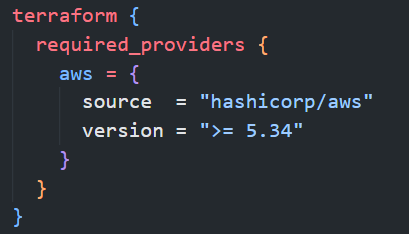 terraform {
  required_providers {
    aws = {
      source  = "hashicorp/aws"
      version = ">= 5.34"
    }
  }
}